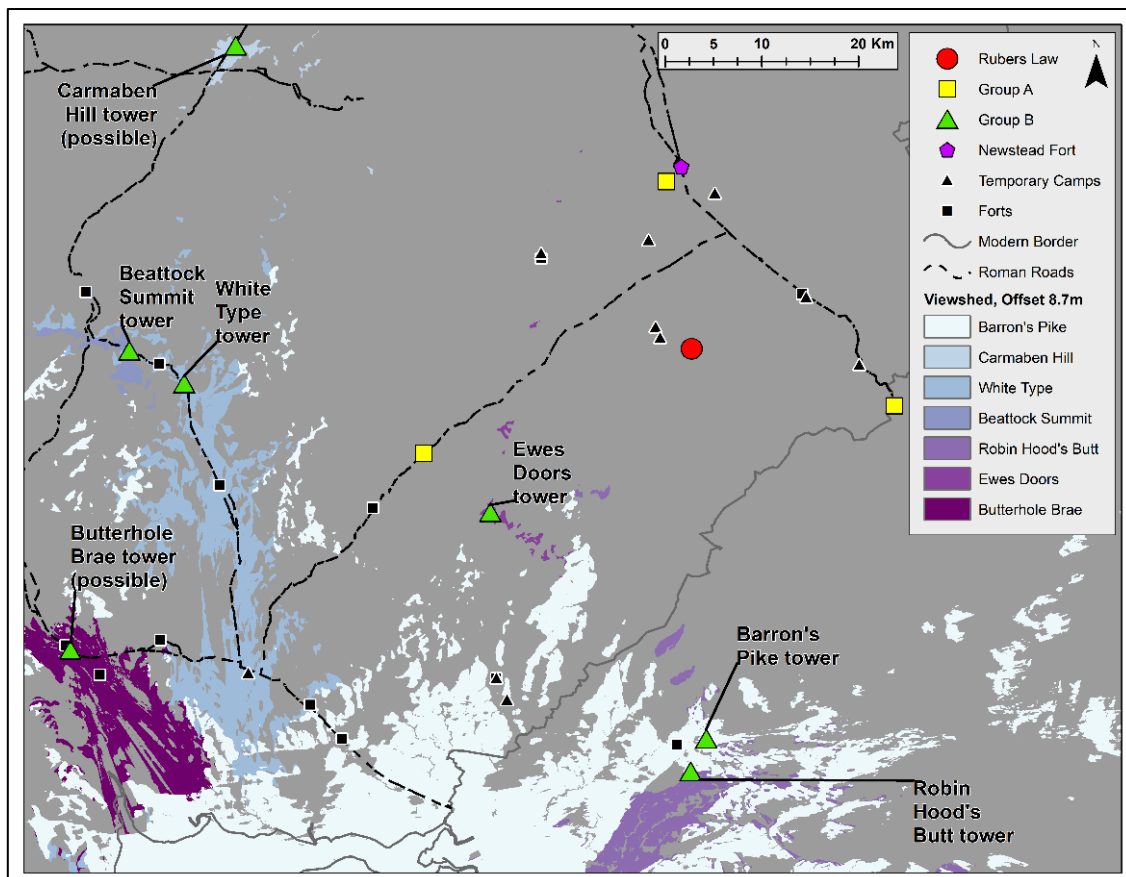 0 5 10 20 Km
N
Rubers Law
Group A
Group B
Newstead Fort
Temporary Camps
Forts
Modern Border
Roman Roads
Viewshed, Offset 8.7m
Barron's Pike
Carmaben Hill
White Type
Beattock Summit
Robin Hood's Butt
Ewes Doors
Butterhole Brae
Carmaben
Hill tower
(possible)
Beattock
Summit
tower
White
Type
tower
Ewes
Doors
tower
Butterhole
Brae tower
(possible)
Barron's
Pike tower
Robin
Hood's
Butt tower